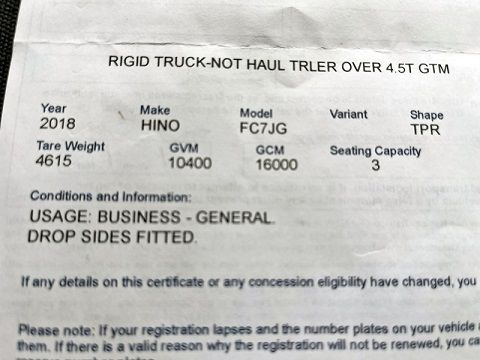 RIGID TRUCK-NOT HAUL TRLER OVER 4.5T GTM
Year Make Model Variant Shape
2018 HINO FC7JG TPR
Tare Weight GVM GCM Seating Capacity
4615 10400 16000 3
Conditions and Information:
USAGE: BUSINESS - GENERAL.
DROP SIDES FITTED.
If any details on this certificate or any concession eligibility have changed, you
Please note: If your registration lapses and the number plates on your vehicle
them. If there is a valid reason why the registration will not be renewed, you ca